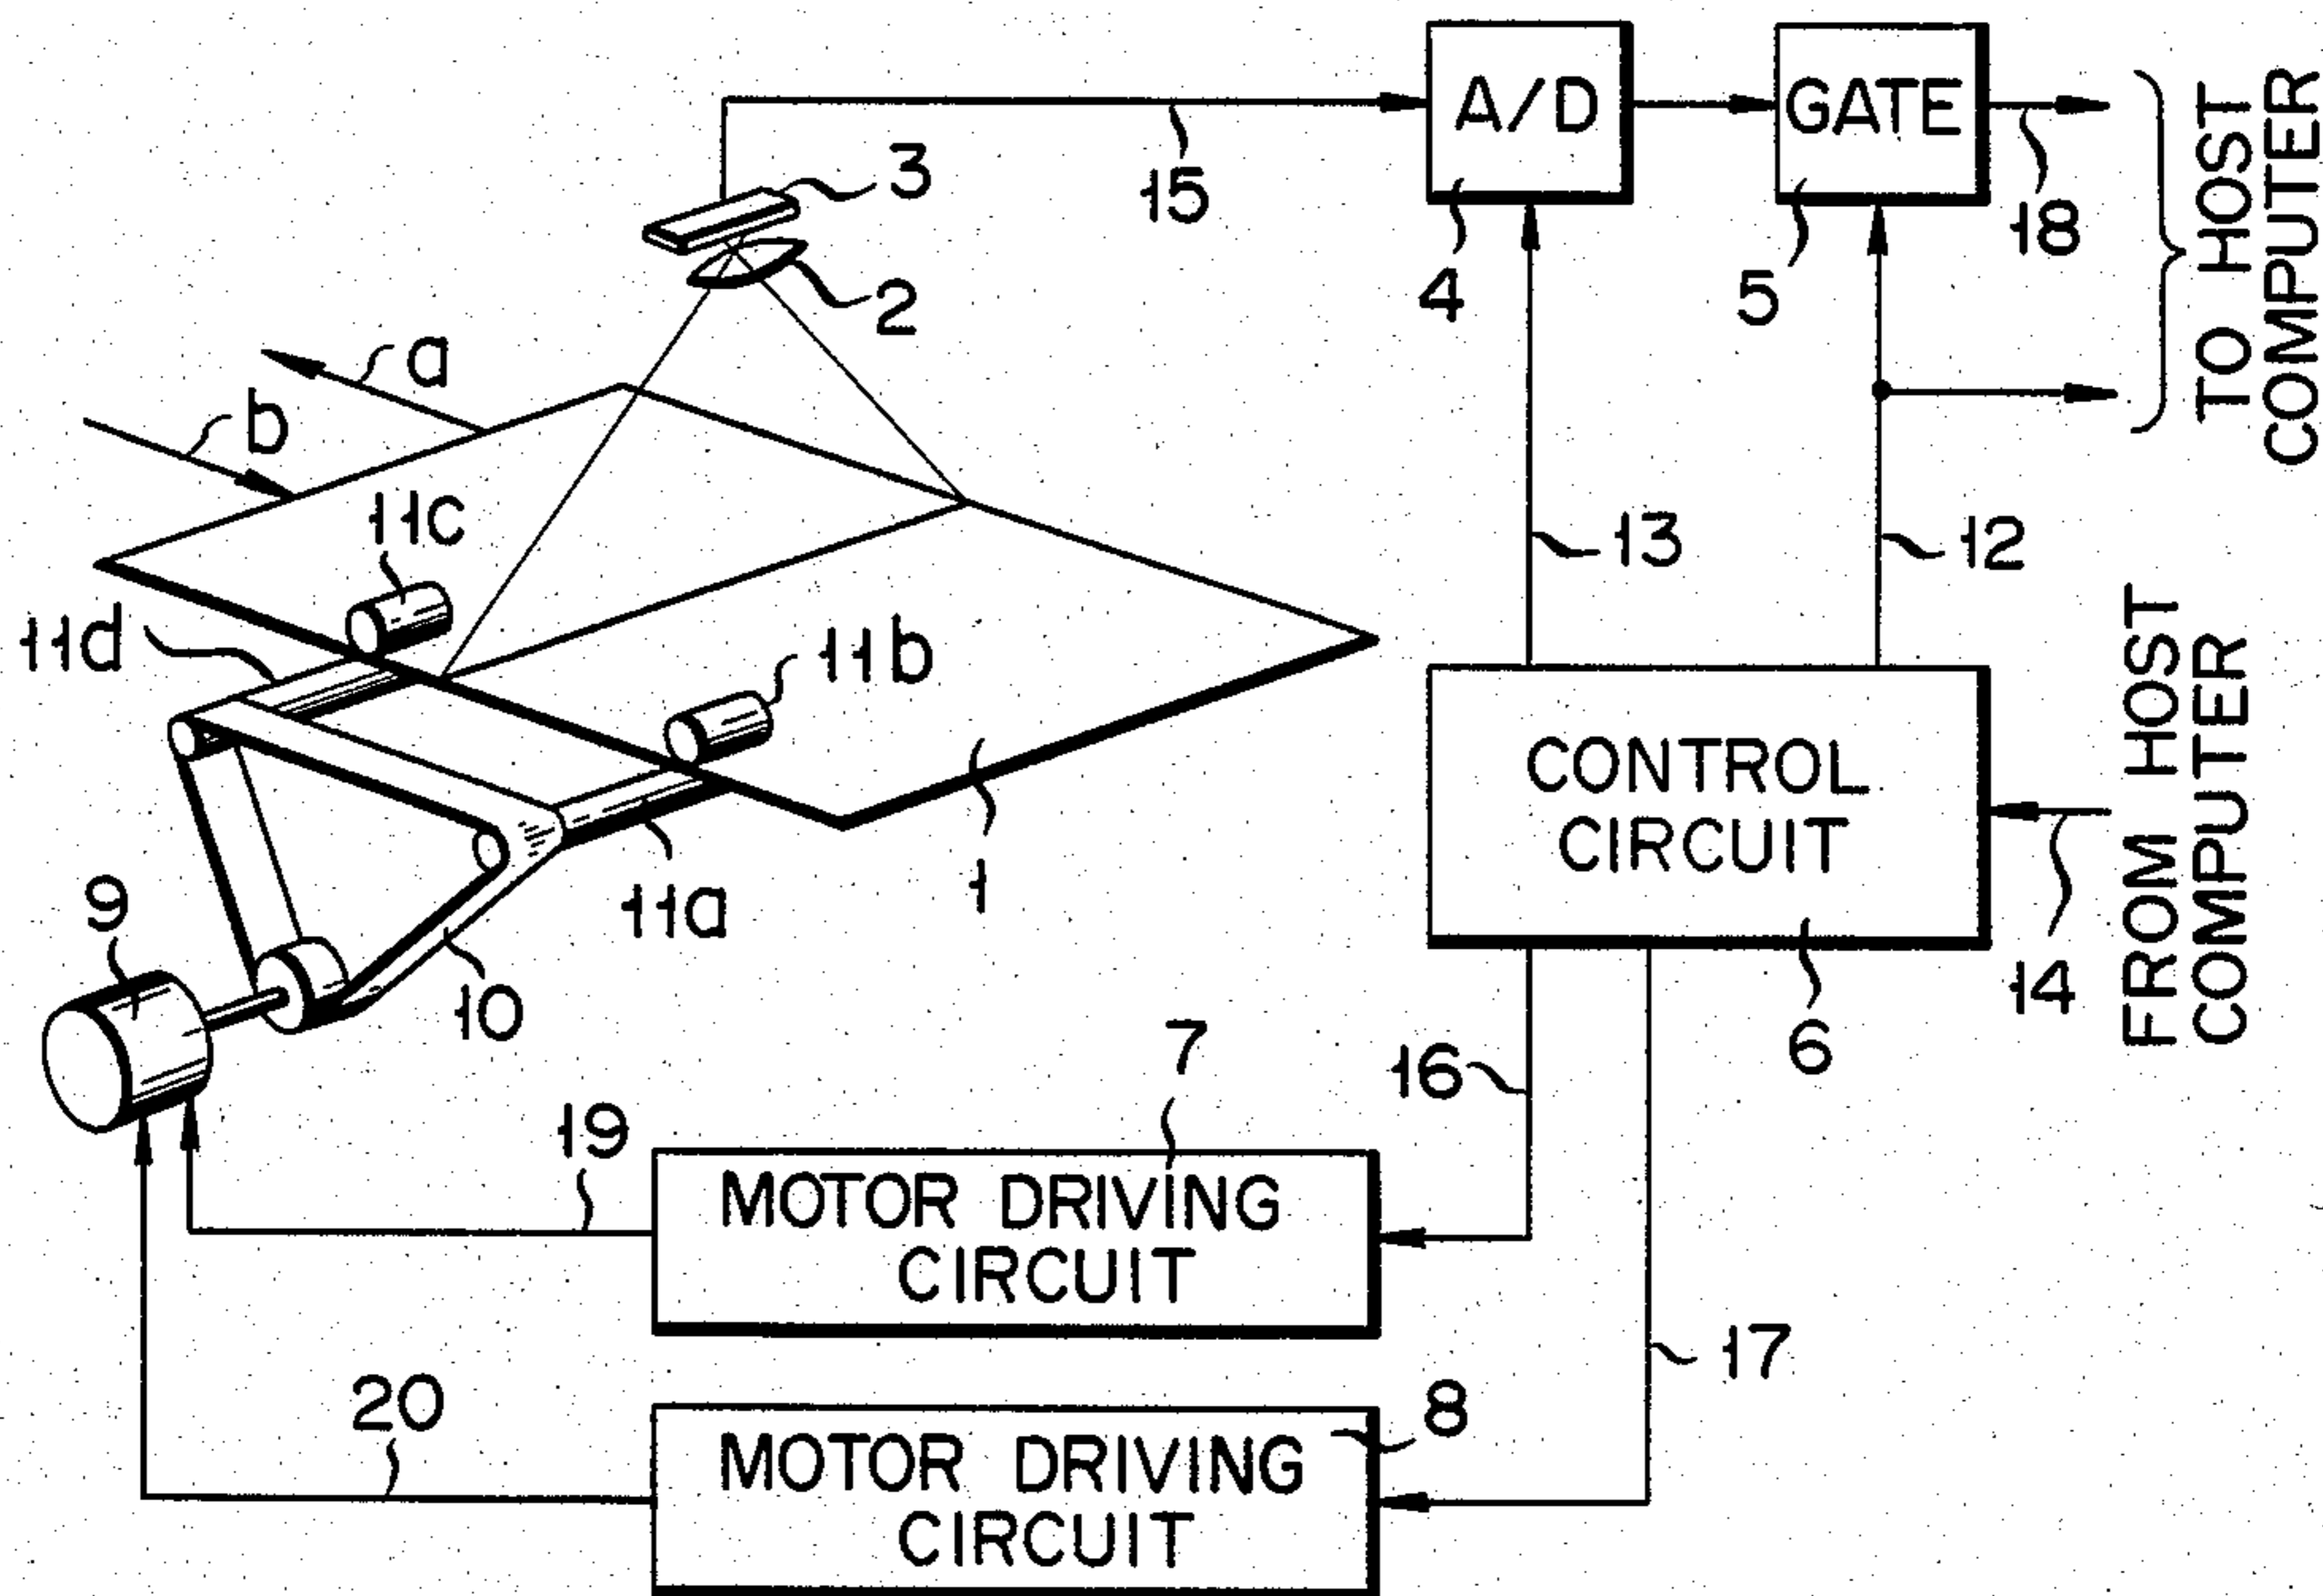 A/D
GATE
3
15
18
TO HOST
COMPUTER
4
5
2
a
b
11c
13
12
11d
11b
CONTROL
CIRCUIT
FROM HOST
COMPUTER
1
11a
9
10
14
6
7
16
19
MOTOR DRIVING
CIRCUIT
17
20
8
MOTOR DRIVING
CIRCUIT